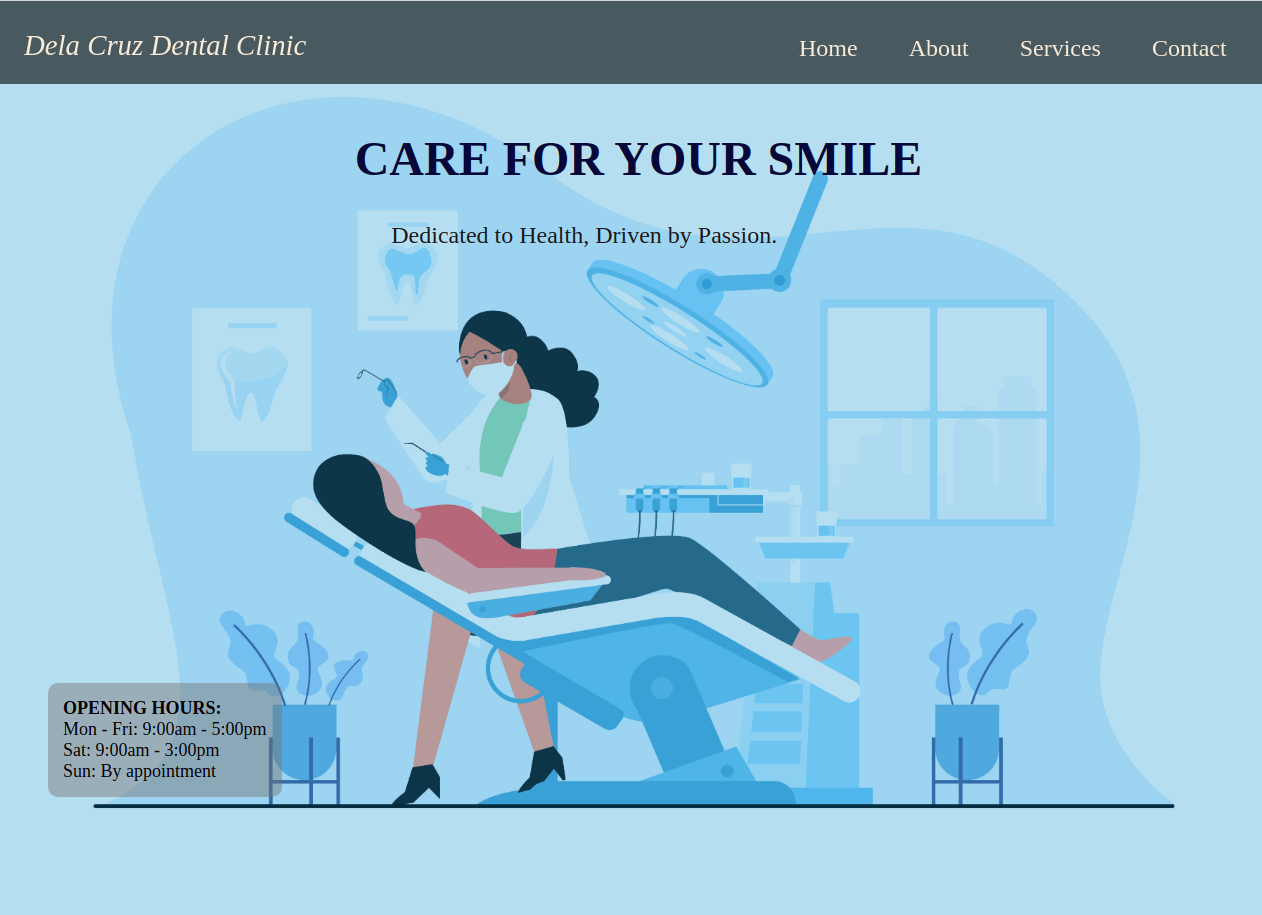 Dela Cruz Dental Clinic
Home About Services Contact
CARE FOR YOUR SMILE
Dedicated to Health, Driven by Passion.
OPENING HOURS:
Mon - Fri: 9:00am - 5:00pm
Sat: 9:00am - 3:00pm
Sun: By appointment